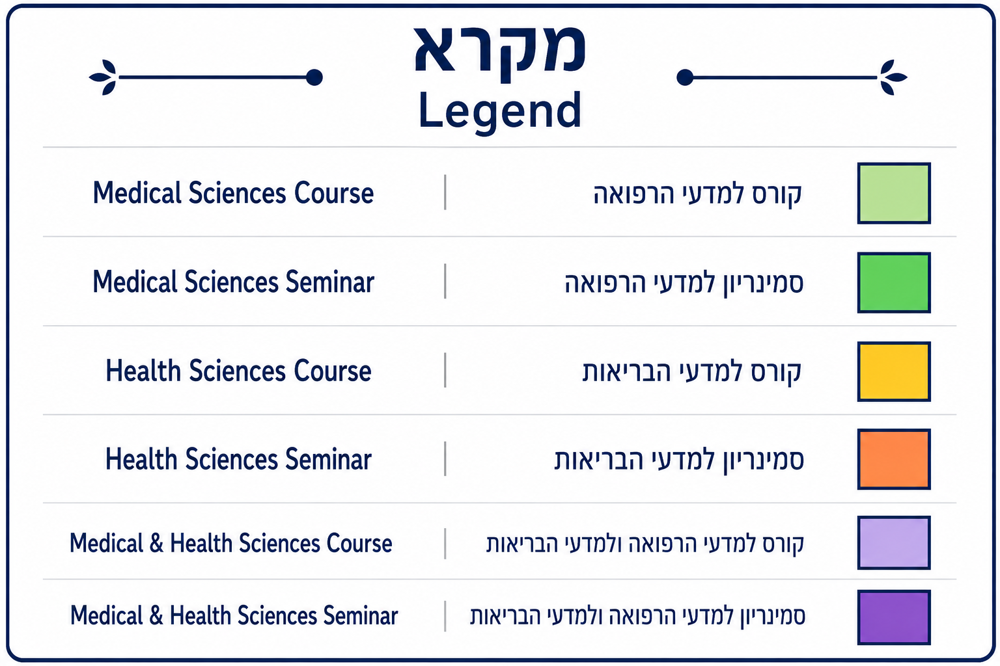 מקרא
Legend
Medical Sciences Course | קורס למדעי הרפואה
Medical Sciences Seminar | סמינריון למדעי הרפואה
Health Sciences Course | קורס למדעי הבריאות
Health Sciences Seminar | סמינריון למדעי הבריאות
Medical & Health Sciences Course | קורס למדעי הרפואה ולמדעי הבריאות
Medical & Health Sciences Seminar | סמינריון למדעי הרפואה ולמדעי הבריאות